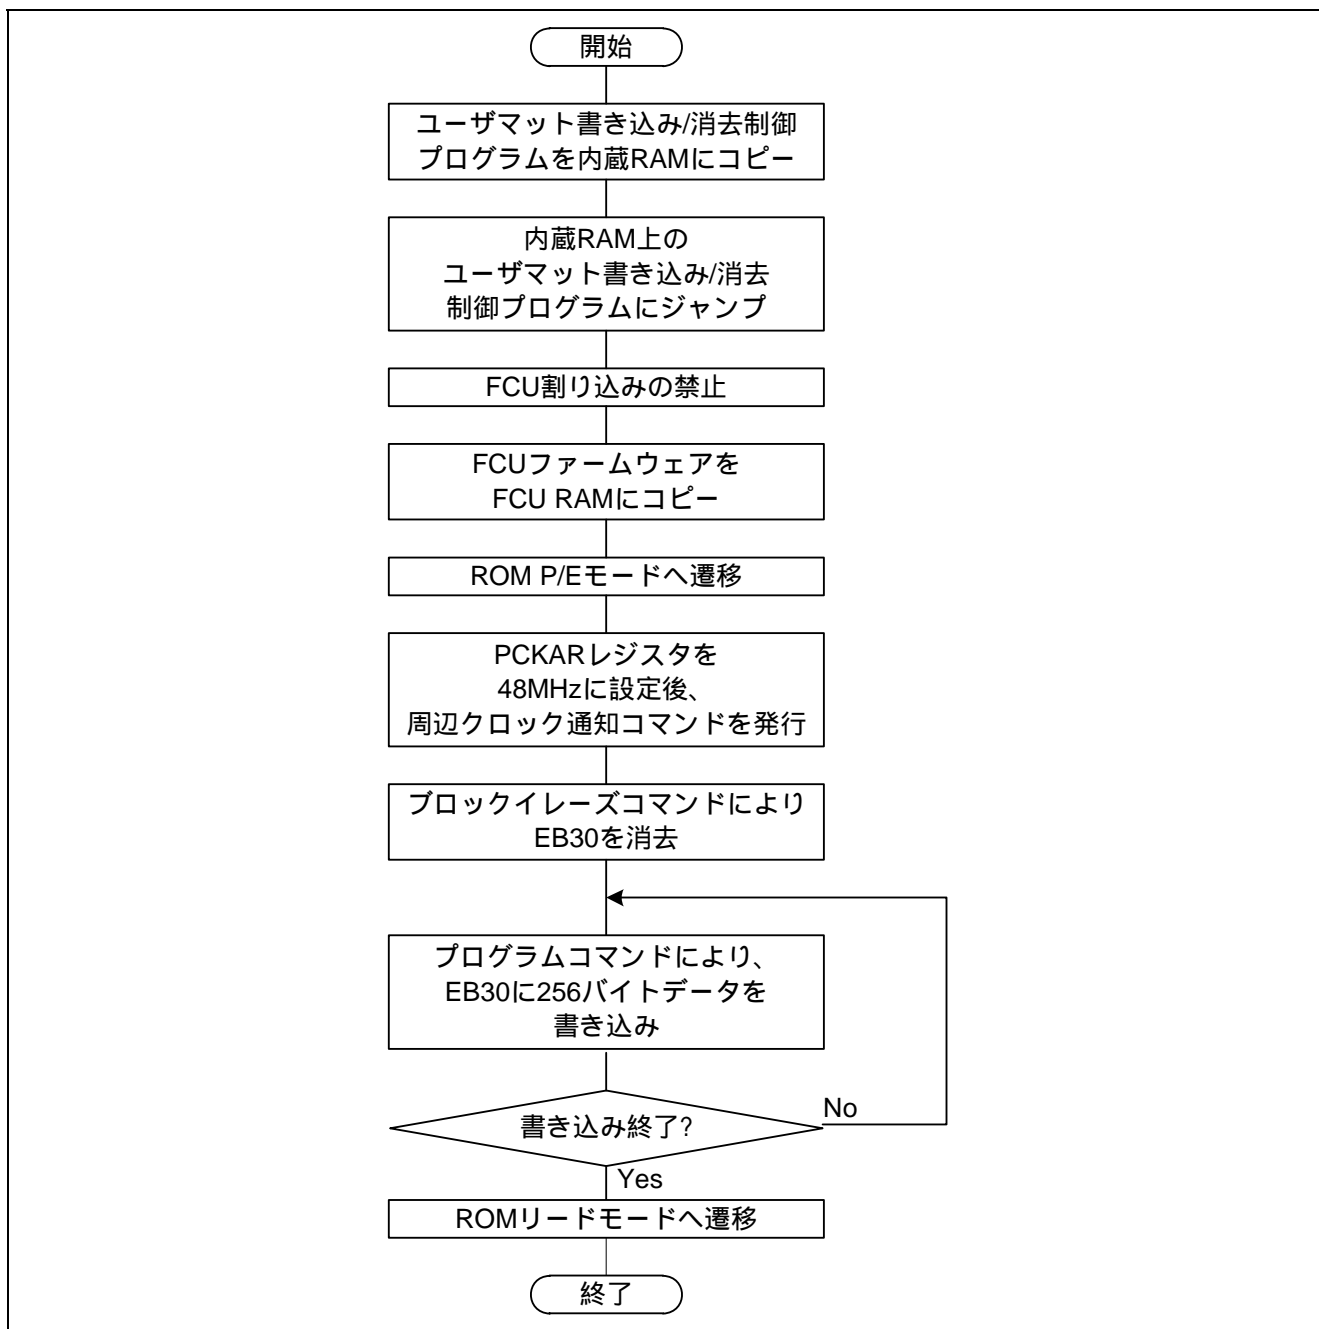 開始
ユーザマット書き込み/消去制御
プログラムを内蔵RAMにコピー
内蔵RAM上の
ユーザマット書き込み/消去
制御プログラムにジャンプ
FCU割り込みの禁止
FCUファームウェアを
FCU RAMにコピー
ROM P/Eモードへ遷移
PCKARレジスタを
48MHzに設定後、
周辺クロック通知コマンドを発行
ブロックイレーズコマンドにより
EB30を消去
プログラムコマンドにより、
EB30に256バイトデータを
書き込み
書き込み終了?
No
Yes
ROMリードモードへ遷移
終了